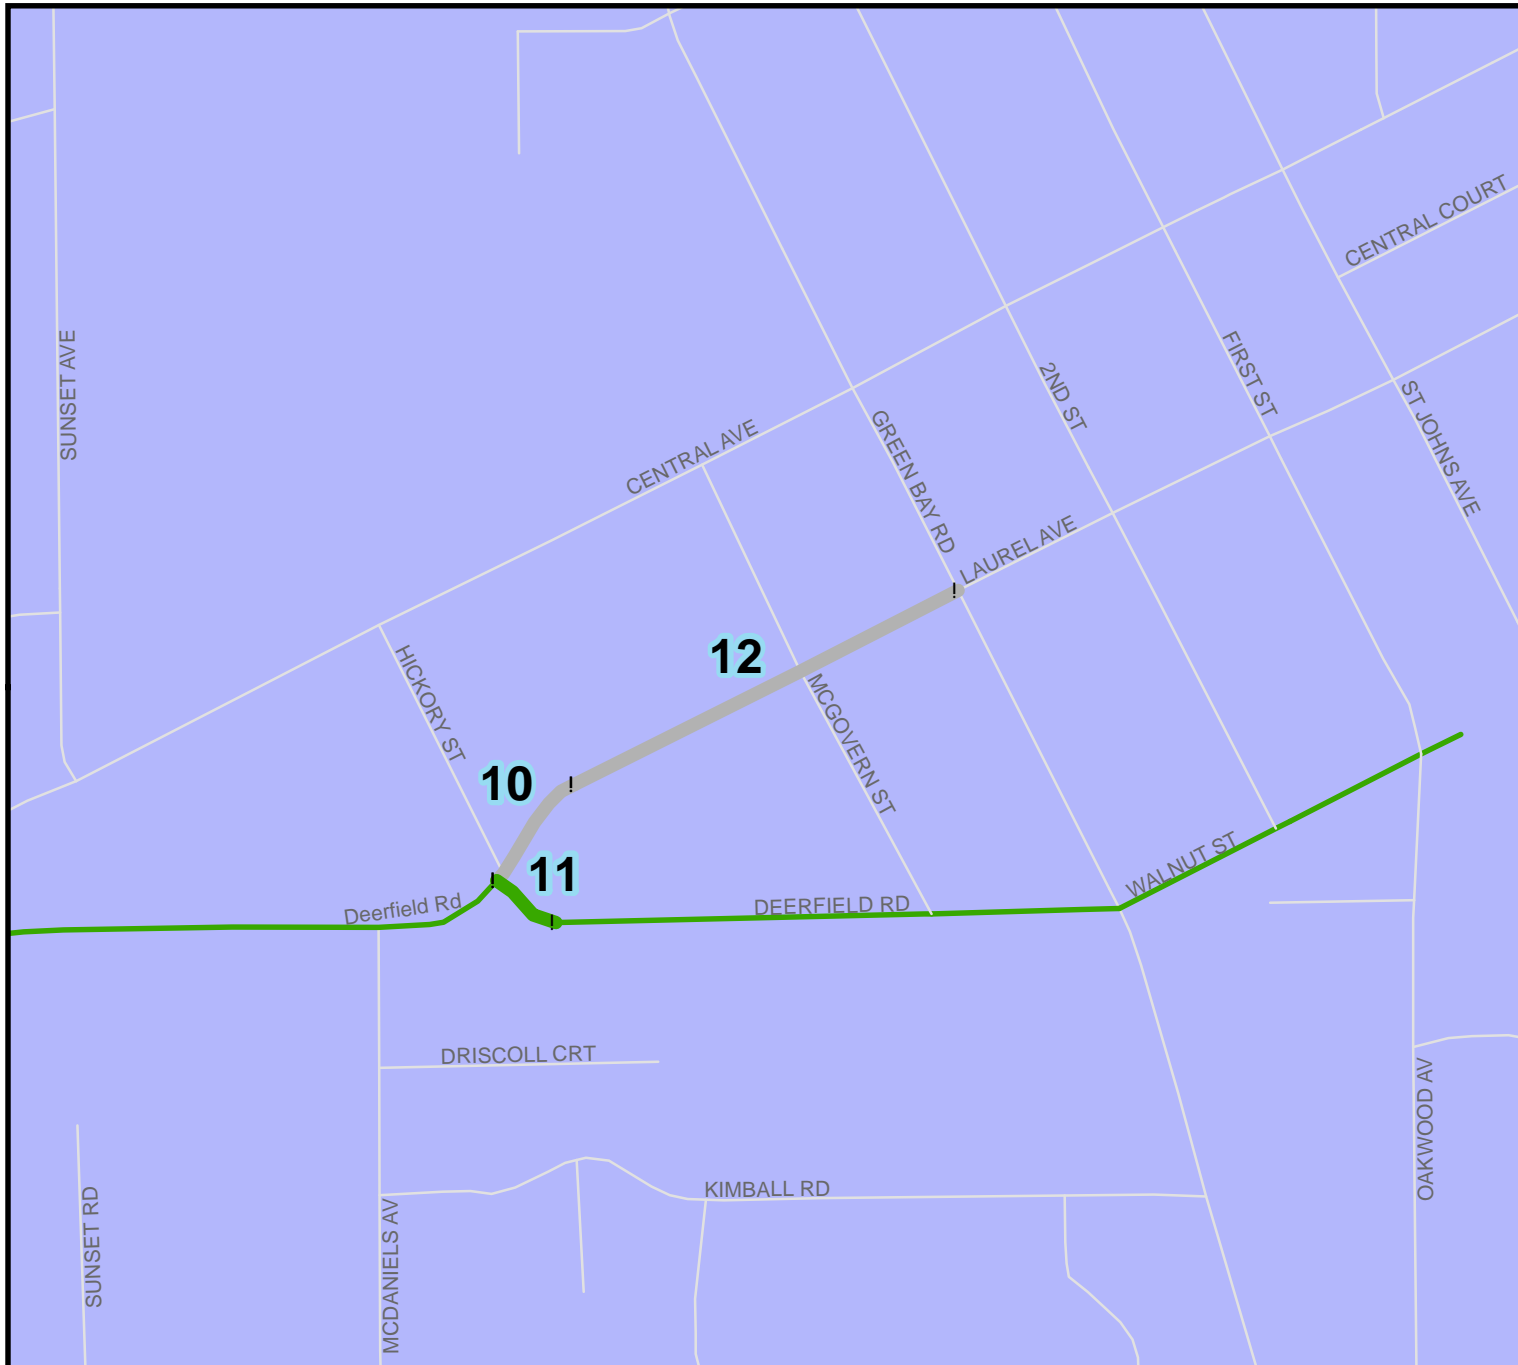 CENTRAL COURT
SUNSET AVE
FIRST ST
2ND ST
ST JOHNS AVE
CENTRAL AVE
GREEN BAY RD
LAUREL AVE
12
HICKORY ST
MCGOVERN ST
10
11
WALNUT ST
Deerfield Rd
DEERFIELD RD
DRISCOLL CRT
OAKWOOD AV
KIMBALL RD
SUNSET RD
MCDANIELS AV